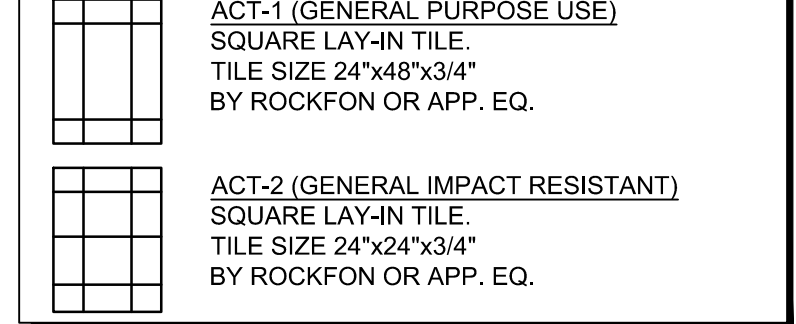 ACT-1 (GENERAL PURPOSE USE)
SQUARE LAY-IN TILE.
TILE SIZE 24"x48"x3/4"
BY ROCKFON OR APP. EQ.
ACT-2 (GENERAL IMPACT RESISTANT)
SQUARE LAY-IN TILE.
TILE SIZE 24"x24"x3/4"
BY ROCKFON OR APP. EQ.